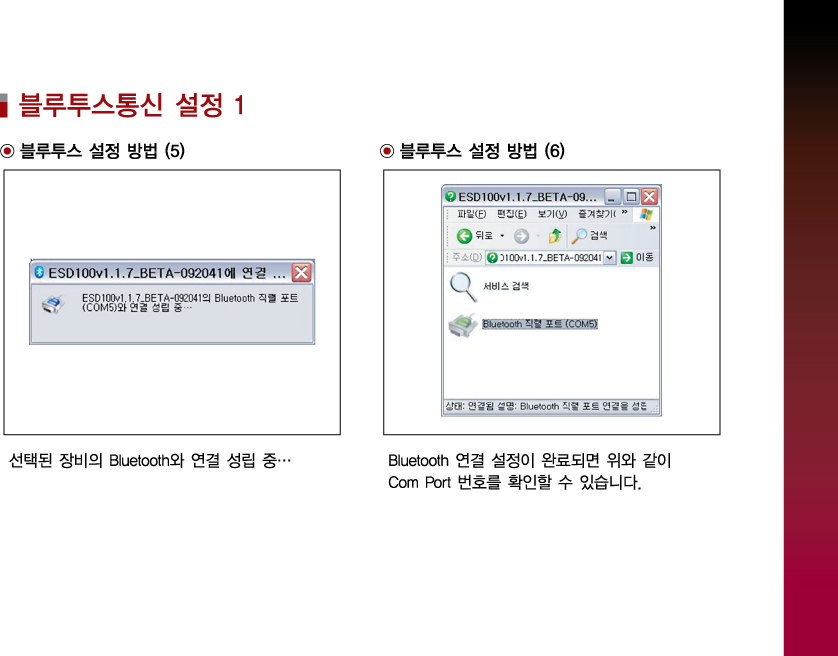 블루투스통신 설정 1
블루투스 설정 방법 (5)
ESD100v1.1.7_BETA-092041에 연결 ...
ESD100v1.1.7_BETA-092041의 Bluetooth 직렬 포트
(COM5)와 연결 성립 중…
선택된 장비의 Bluetooth와 연결 성립 중…
블루투스 설정 방법 (6)
ESD100v1.1.7_BETA-09...
파일(F) 편집(E) 보기(V) 즐겨찾기( »
뒤로 검색 »
주소(D) 100v1.1.7_BETA-092041 이동
서비스 검색
Bluetooth 직렬 포트 (COM5)
상태: 연결됨 설명: Bluetooth 직렬 포트 연결을 성립
Bluetooth 연결 설정이 완료되면 위와 같이
Com Port 번호를 확인할 수 있습니다.